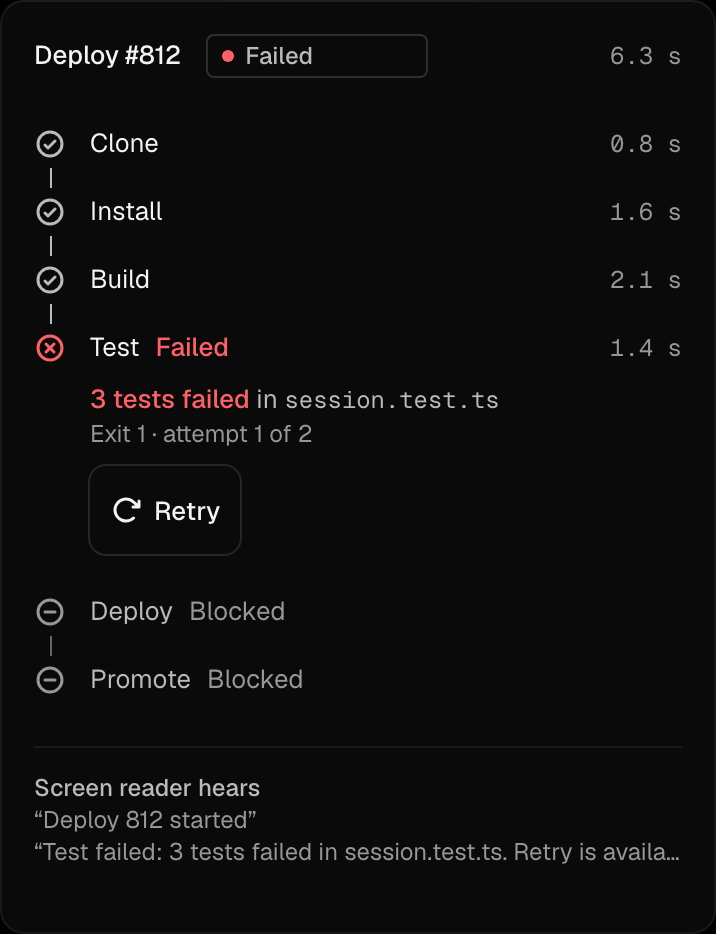 Deploy #812 Failed 6.3 s
Clone 0.8 s
Install 1.6 s
Build 2.1 s
Test Failed 1.4 s
3 tests failed in session.test.ts
Exit 1 · attempt 1 of 2
Retry
Deploy Blocked
Promote Blocked
Screen reader hears
“Deploy 812 started”
“Test failed: 3 tests failed in session.test.ts. Retry is availa…